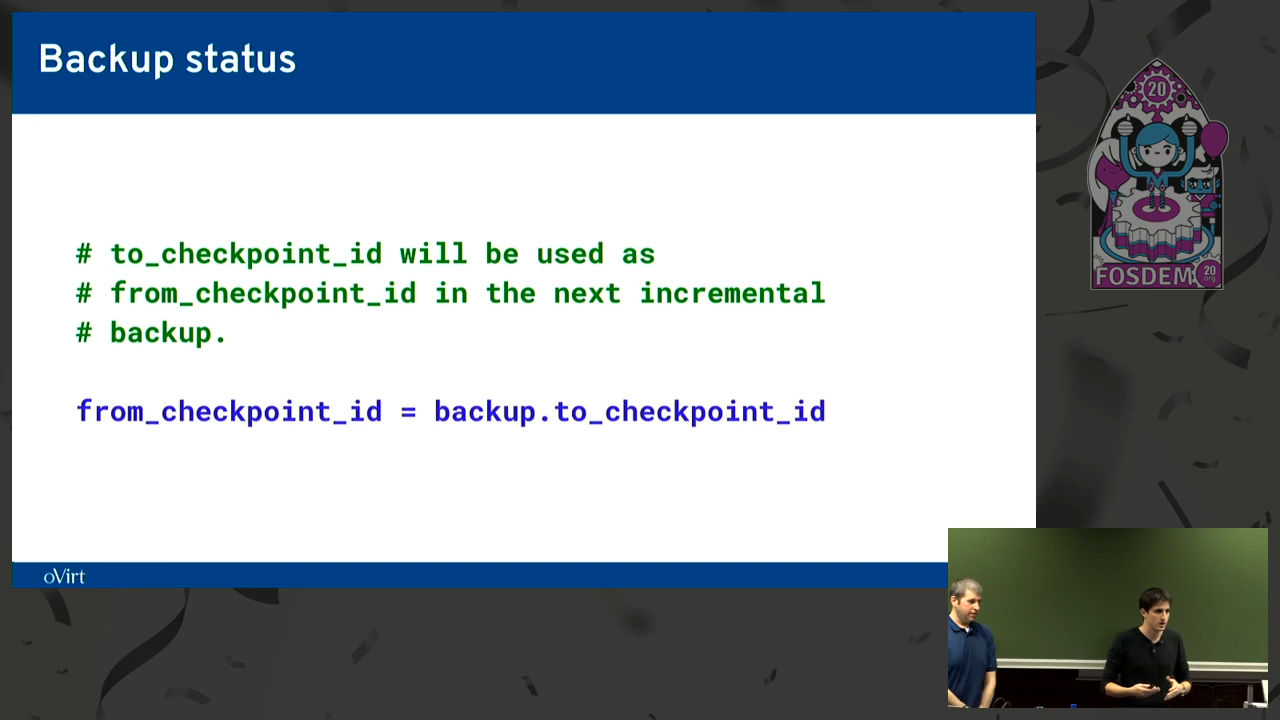 Backup status
# to_checkpoint_id will be used as
# from_checkpoint_id in the next incremental
# backup.
from_checkpoint_id = backup.to_checkpoint_id
oVirt
20
FOSDEM
20
.org